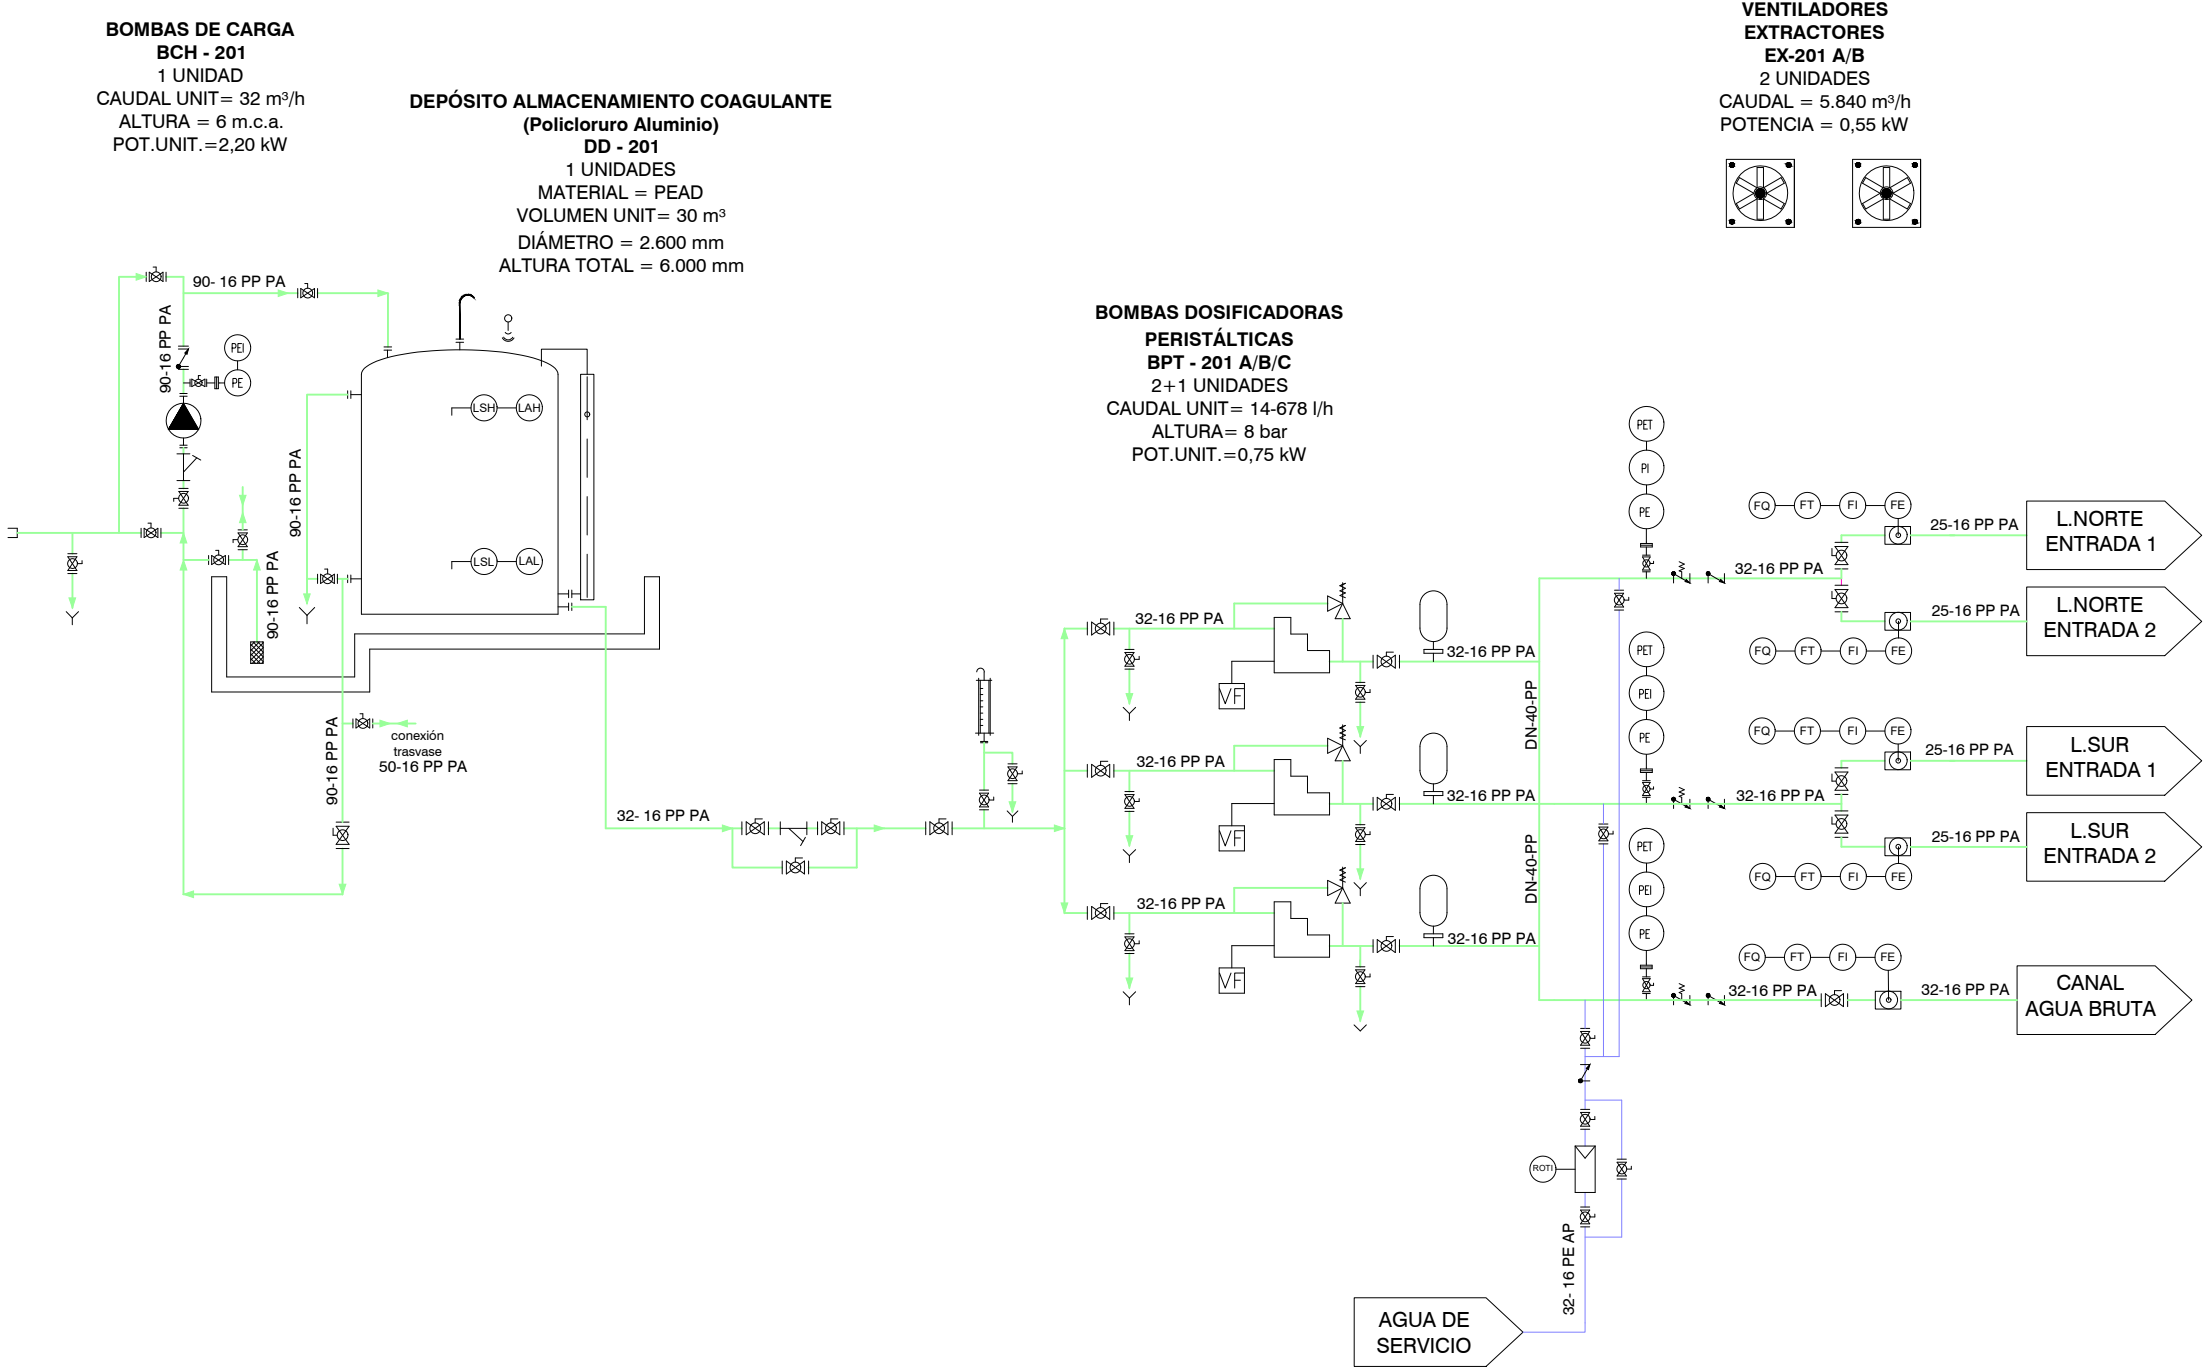 BOMBAS DE CARGA
BCH - 201
1 UNIDAD
CAUDAL UNIT= 32 m³/h
ALTURA = 6 m.c.a.
POT.UNIT.=2,20 kW
DEPÓSITO ALMACENAMIENTO COAGULANTE
(Policloruro Aluminio)
DD - 201
1 UNIDADES
MATERIAL = PEAD
VOLUMEN UNIT= 30 m³
DIÁMETRO = 2.600 mm
ALTURA TOTAL = 6.000 mm
VENTILADORES
EXTRACTORES
EX-201 A/B
2 UNIDADES
CAUDAL = 5.840 m³/h
POTENCIA = 0,55 kW
BOMBAS DOSIFICADORAS
PERISTÁLTICAS
BPT - 201 A/B/C
2+1 UNIDADES
CAUDAL UNIT= 14-678 l/h
ALTURA= 8 bar
POT.UNIT.=0,75 kW
90- 16 PP PA
90-16 PP PA
PEI
PE
LSH
LAH
90-16 PP PA
LSL
LAL
90-16 PP PA
90-16 PP PA
conexión
trasvase
50-16 PP PA
32- 16 PP PA
32-16 PP PA
VF
32-16 PP PA
32-16 PP PA
VF
32-16 PP PA
32-16 PP PA
VF
32-16 PP PA
DN-40-PP
DN-40-PP
PET
PI
PE
32-16 PP PA
FQ
FT
FI
FE
25-16 PP PA
L.NORTE
ENTRADA 1
25-16 PP PA
L.NORTE
ENTRADA 2
FQ
FT
FI
FE
PET
PEI
PE
32-16 PP PA
FQ
FT
FI
FE
25-16 PP PA
L.SUR
ENTRADA 1
25-16 PP PA
L.SUR
ENTRADA 2
FQ
FT
FI
FE
PET
PEI
PE
32-16 PP PA
FQ
FT
FI
FE
32-16 PP PA
CANAL
AGUA BRUTA
ROTI
32- 16 PE AP
AGUA DE
SERVICIO